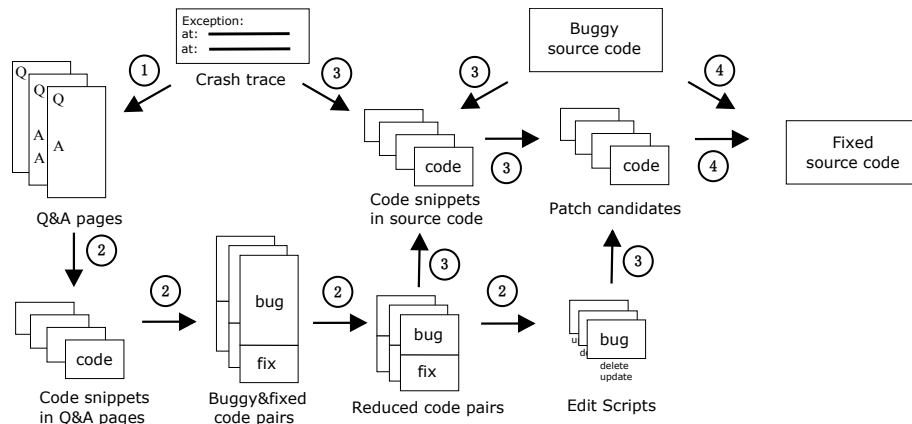 Exception:
at:
at:
Crash trace
Buggy
source code
1
3
3
4
Q
Q
Q
A
A
A
code
3
code
4
Fixed
source code
Q&A pages
Code snippets
in source code
Patch candidates
2
2
2
3
2
3
code
bug
fix
bug
fix
u
d
bug
delete
update
Code snippets
in Q&A pages
Buggy&fixed
code pairs
Reduced code pairs
Edit Scripts